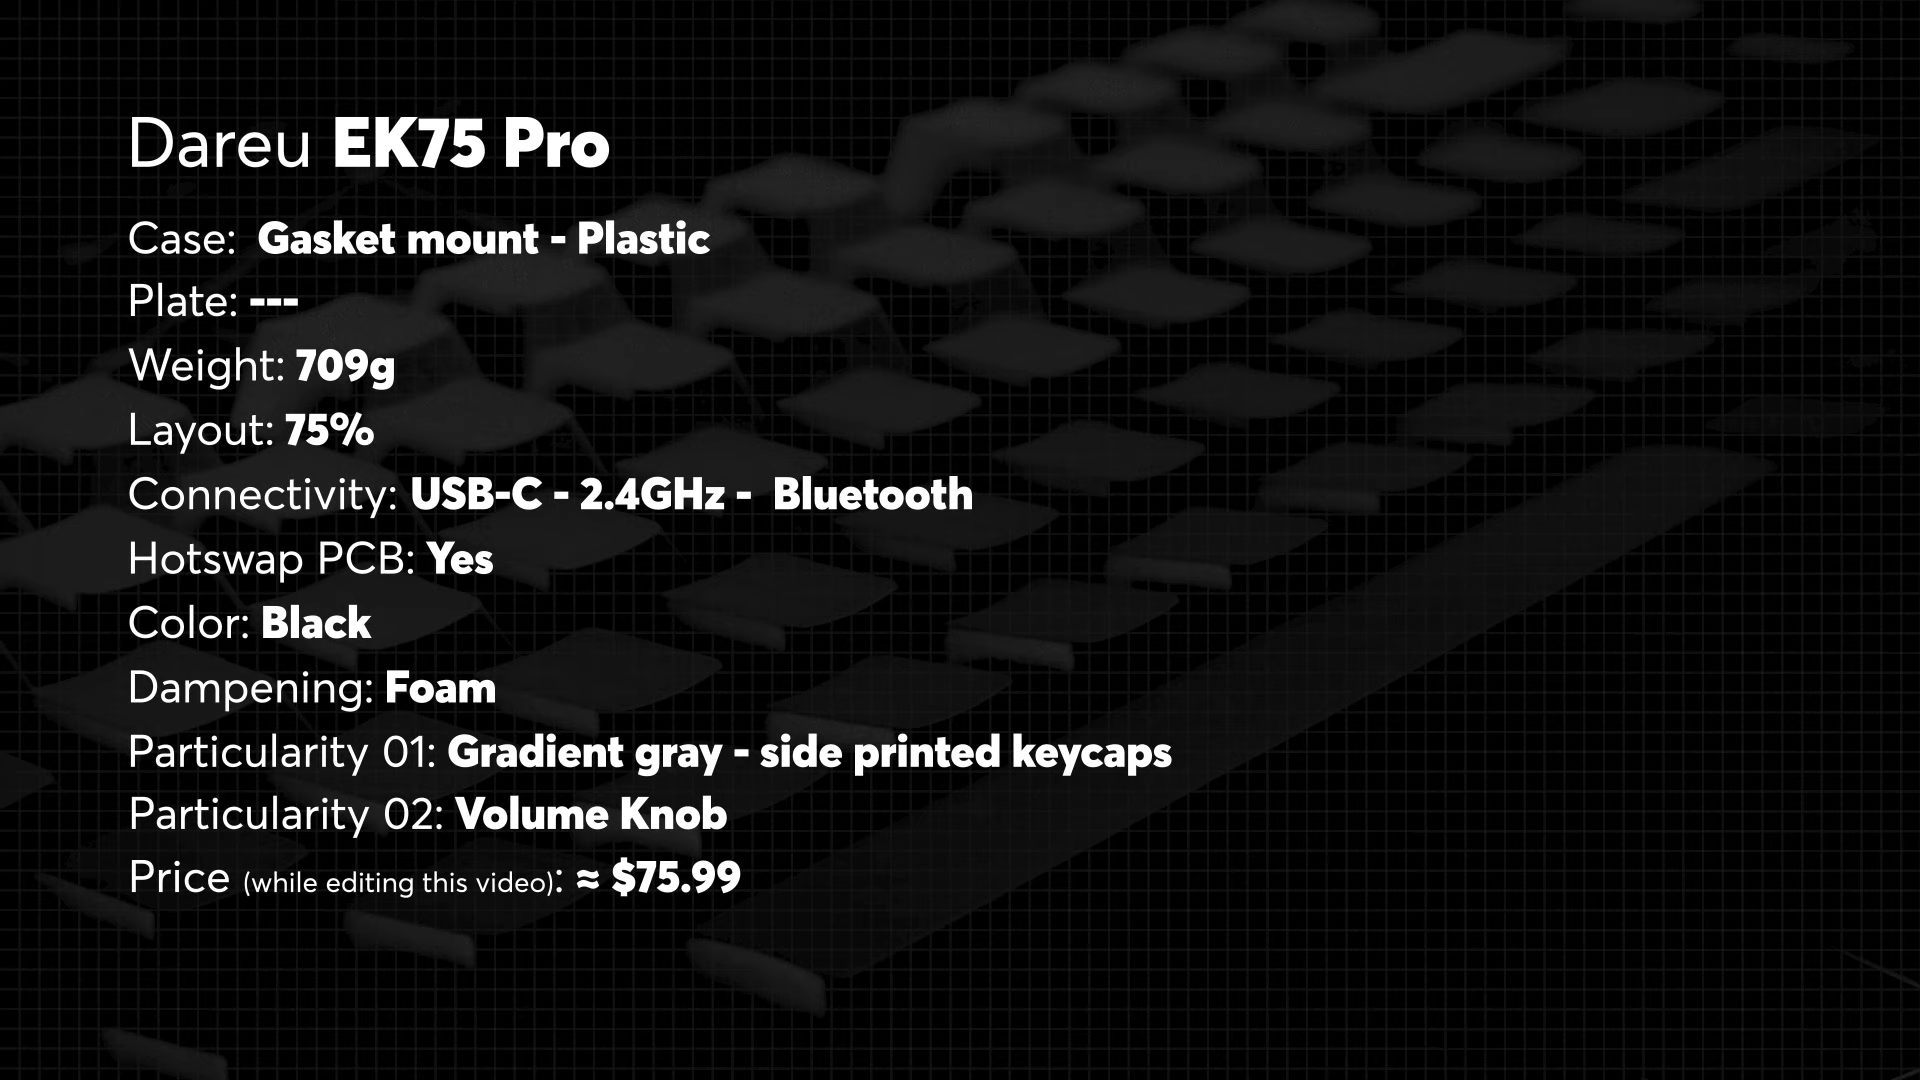 Dareu EK75 Pro
Case: Gasket mount - Plastic
Plate: ---
Weight: 709g
Layout: 75%
Connectivity: USB-C - 2.4GHz - Bluetooth
Hotswap PCB: Yes
Color: Black
Dampening: Foam
Particularity 01: Gradient gray - side printed keycaps
Particularity 02: Volume Knob
Price (while editing this video): ≈ $75.99